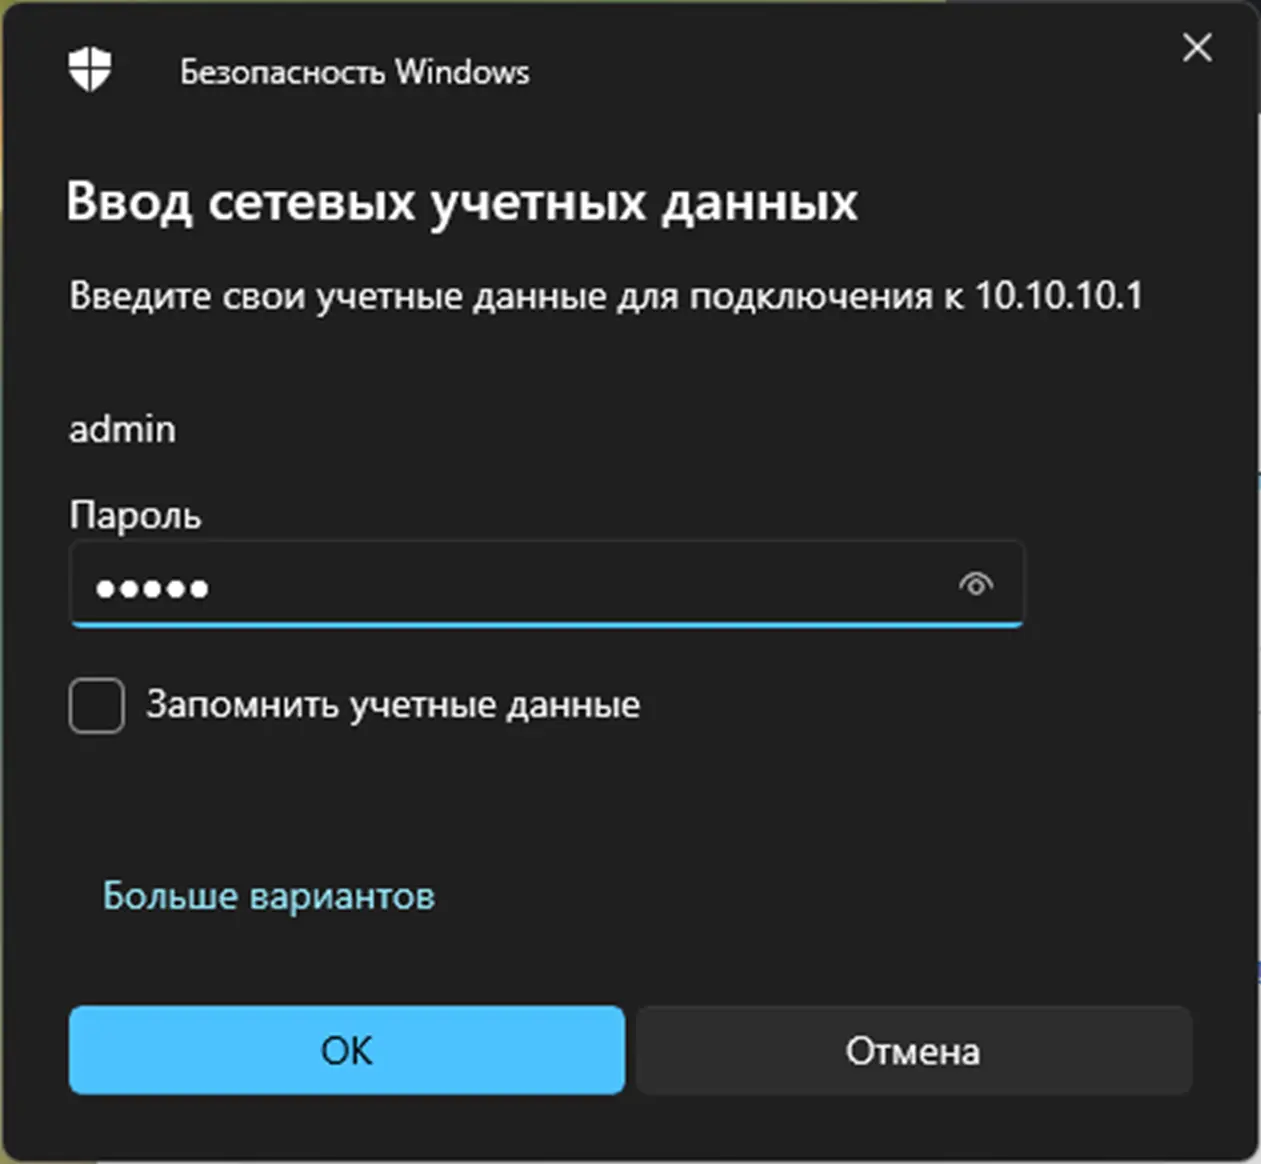 Безопасность Windows
Ввод сетевых учетных данных
Введите свои учетные данные для подключения к 10.10.10.1
admin
Пароль
•••••
Запомнить учетные данные
Больше вариантов
ОК
Отмена